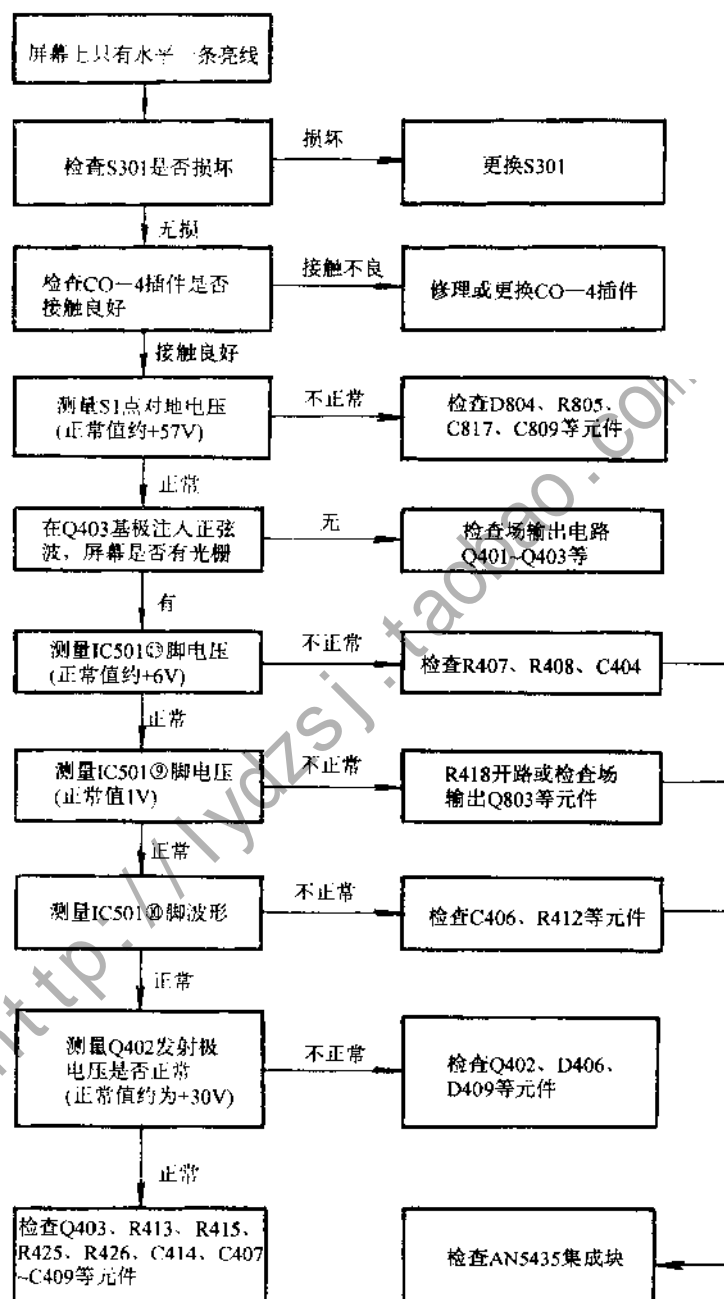 屏幕上只有水平一条亮线
检查S301是否损坏
损坏
更换S301
无损
检查CO-4插件是否
接触良好
接触不良
修理或更换CO-4插件
接触良好
测量S1点对地电压
(正常值约+57V)
不正常
检查D804、R805、
C817、C809等元件
正常
在Q403基极注入正弦
波,屏幕是否有光栅
无
检查场输出电路
Q401~Q403等
有
测量IC501⑬脚电压
(正常值约+6V)
不正常
检查R407、R408、C404
正常
测量IC501⑨脚电压
(正常值1V)
不正常
R418开路或检查场
输出Q803等元件
正常
测量IC501⑩脚波形
不正常
检查C406、R412等元件
正常
测量Q402发射极
电压是否正常
(正常值约为+30V)
不正常
检查Q402、D406、
D409等元件
正常
检查Q403、R413、R415、
R425、R426、C414、C407
~C409等元件
检查AN5435集成块
http://lydzsj.taobao.com